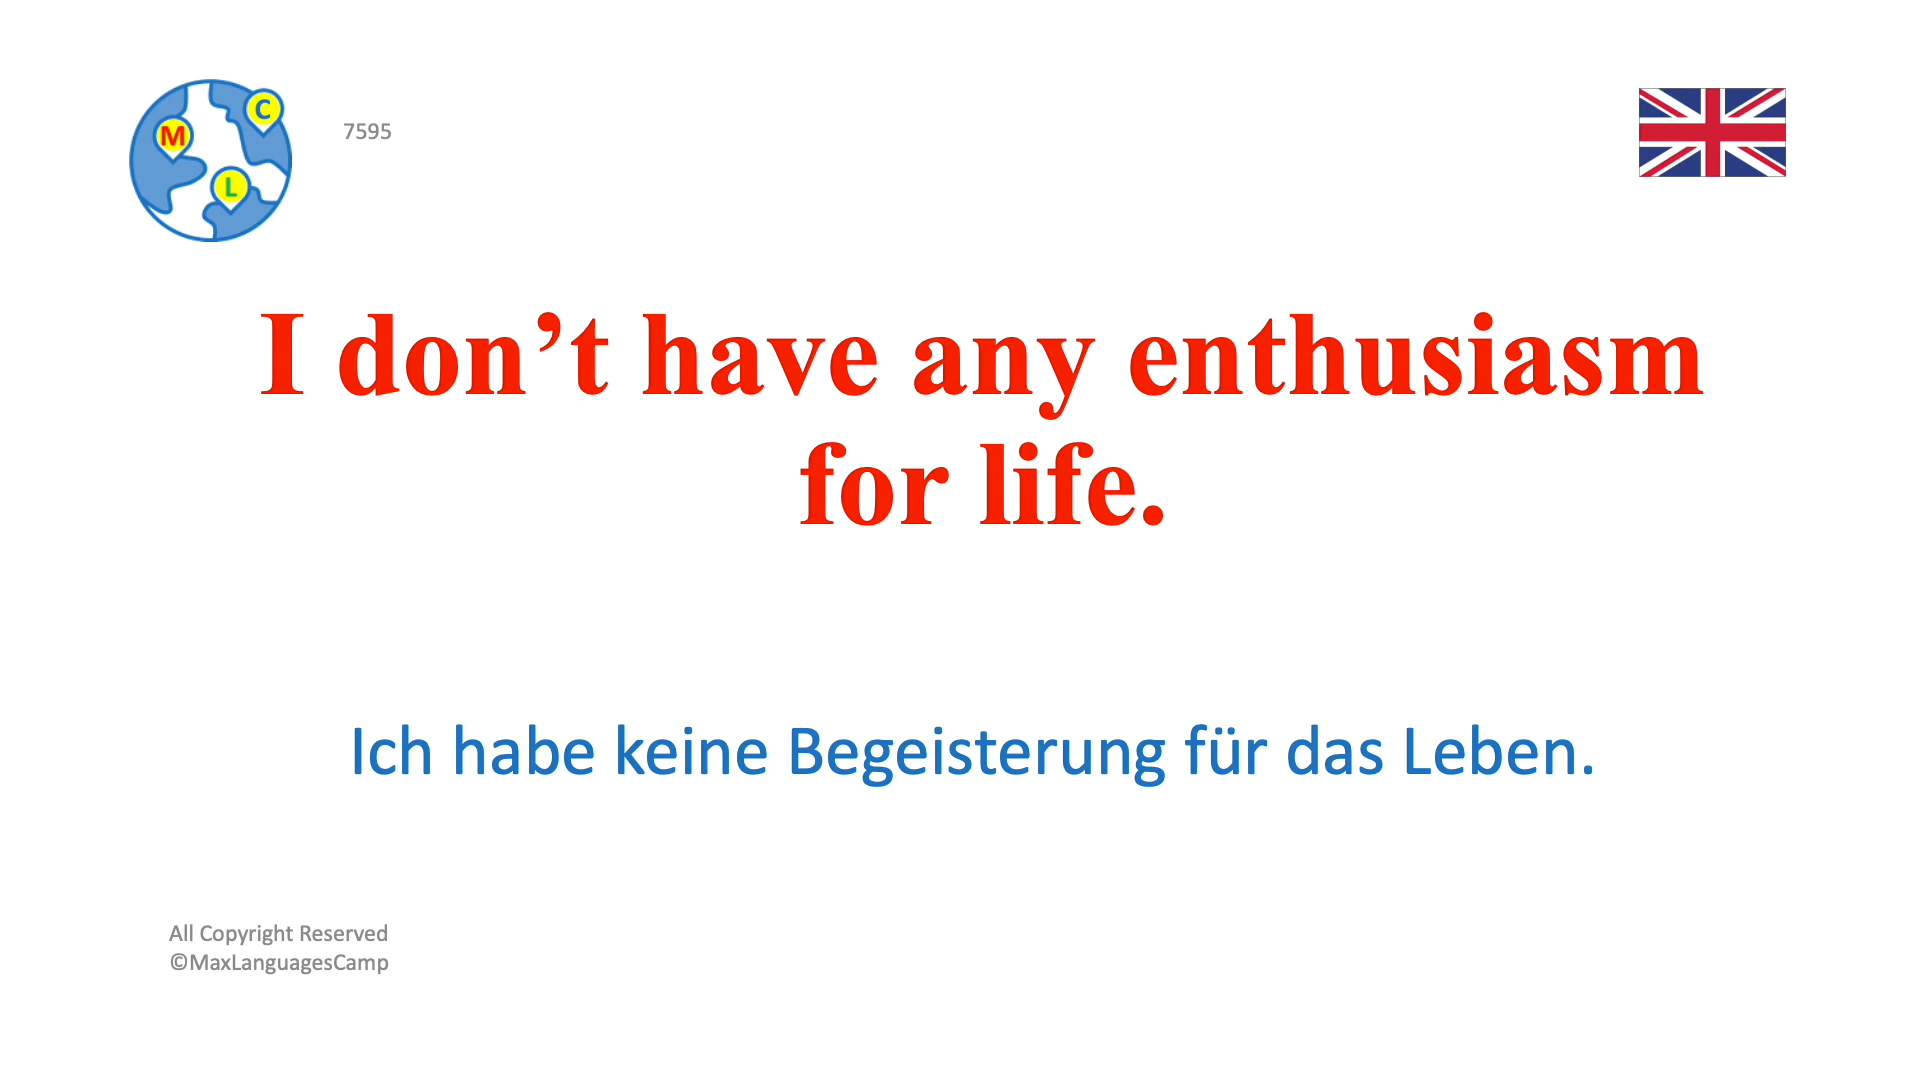 M
C
L
7595
I don’t have any enthusiasm
for life.
Ich habe keine Begeisterung für das Leben.
All Copyright Reserved
©MaxLanguagesCamp